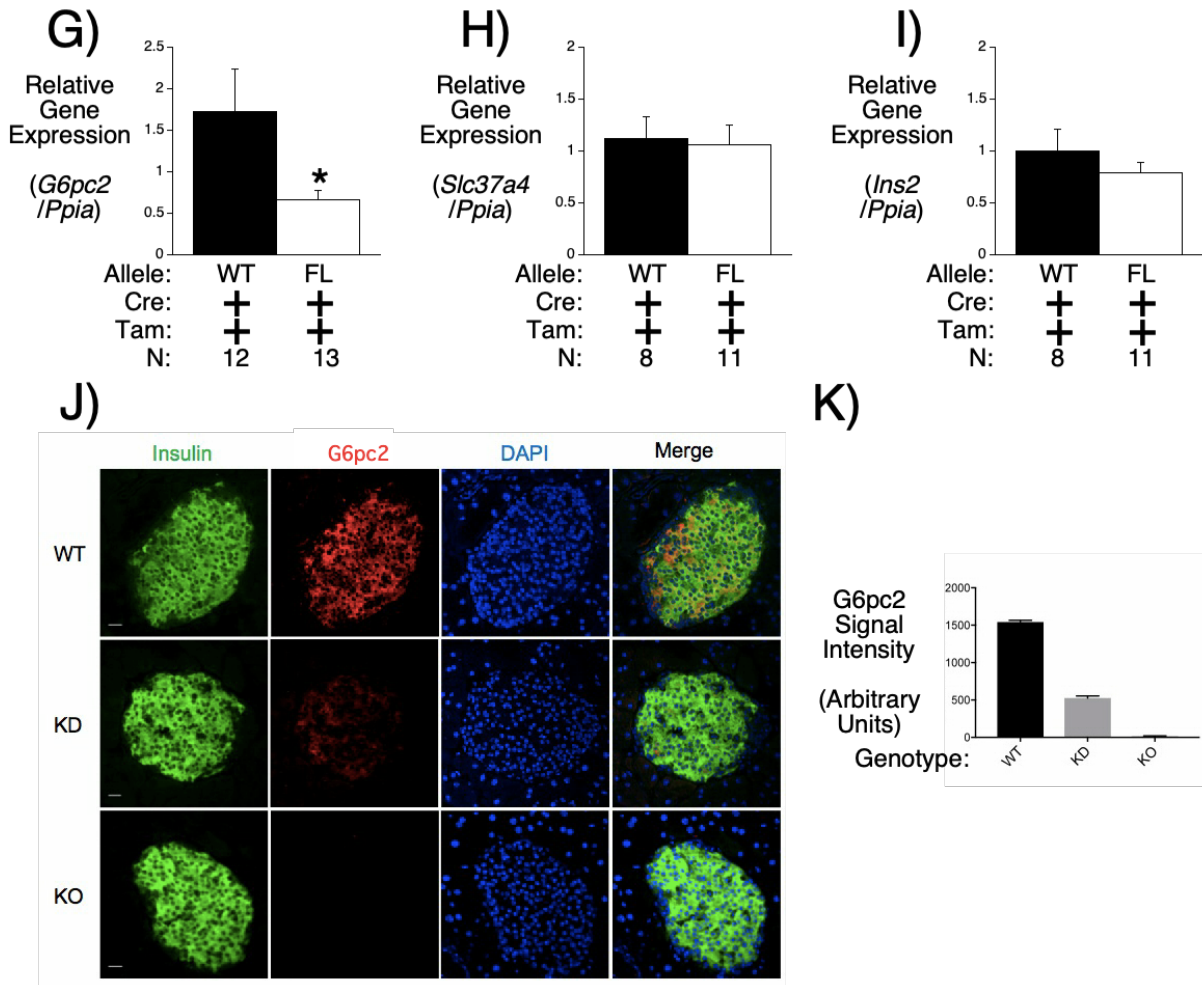 G)
2.5
2
1.5
1
0.5
0
Relative
Gene
Expression
(G6pc2
/Ppia)
*
Allele: WT FL
Cre: + +
Tam: + +
N: 12 13
H)
2
1.5
1
0.5
0
Relative
Gene
Expression
(Slc37a4
/Ppia)
Allele: WT FL
Cre: + +
Tam: + +
N: 8 11
I)
2
1.5
1
0.5
0
Relative
Gene
Expression
(Ins2
/Ppia)
Allele: WT FL
Cre: + +
Tam: + +
N: 8 11
J)
Insulin G6pc2 DAPI Merge
WT
KD
KO
K)
G6pc2
Signal
Intensity
(Arbitrary
Units)
2000
1500
1000
500
0
Genotype: WT KD KO